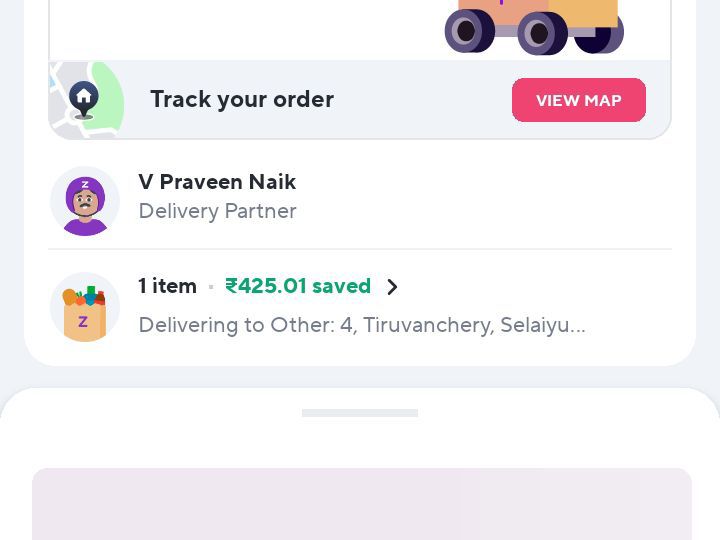 Track your order
VIEW MAP
V Praveen Naik
Delivery Partner
1 item • ₹425.01 saved
Delivering to Other: 4, Tiruvanchery, Selaiyu...